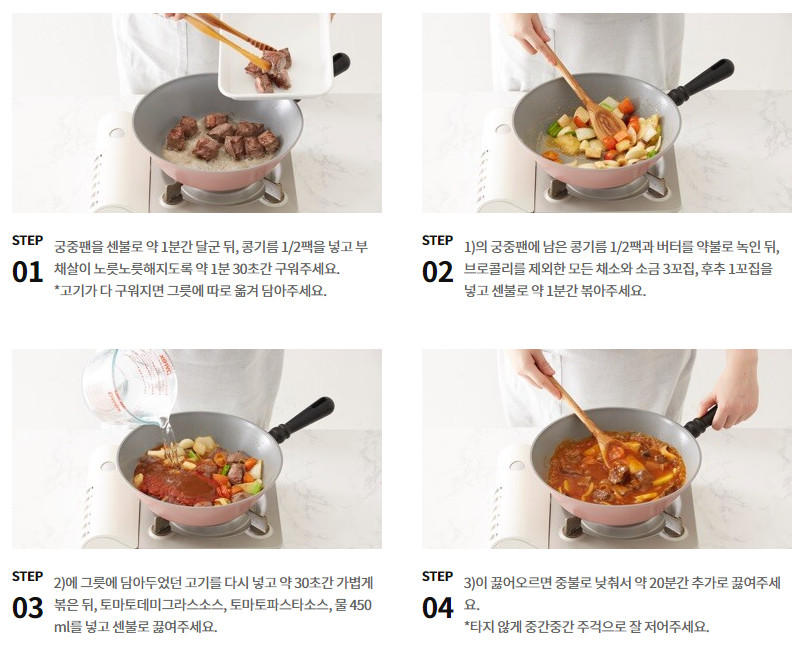 STEP
01
궁중팬을 센불로 약 1분간 달군 뒤, 콩기름 1/2팩을 넣고 부
채살이 노릇노릇해지도록 약 1분 30초간 구워주세요.
*고기가 다 구워지면 그릇에 따로 옮겨 담아주세요.
STEP
02
1)의 궁중팬에 남은 콩기름 1/2팩과 버터를 약불로 녹인 뒤,
브로콜리를 제외한 모든 채소와 소금 3꼬집, 후추 1꼬집을
넣고 센불로 약 1분간 볶아주세요.
STEP
03
2)에 그릇에 담아두었던 고기를 다시 넣고 약 30초간 가볍게
볶은 뒤, 토마토데미그라스소스, 토마토파스타소스, 물 450
ml를 넣고 센불로 끓여주세요.
STEP
04
3)이 끓어오르면 중불로 낮춰서 약 20분간 추가로 끓여주세
요.
*타지 않게 중간중간 주걱으로 잘 저어주세요.